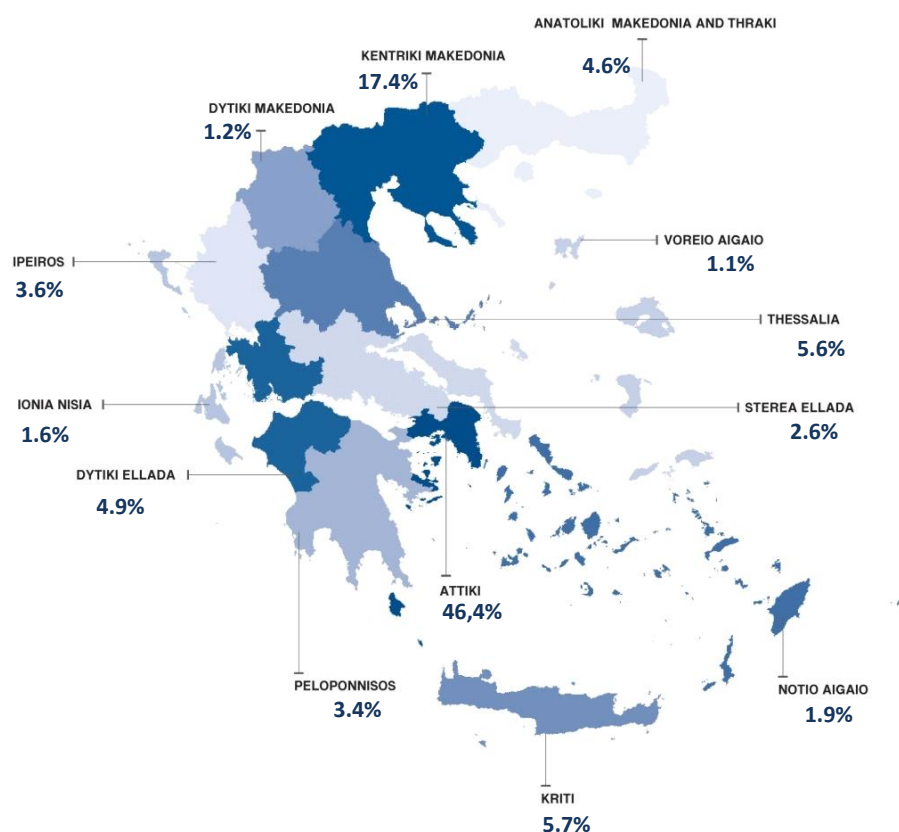 ANATOLIKI MAKEDONIA AND THRAKI
4.6%
KENTRIKI MAKEDONIA
17.4%
DYTIKI MAKEDONIA
1.2%
VOREIO AIGAIO
1.1%
IPEIROS
3.6%
THESSALIA
5.6%
IONIA NISIA
1.6%
STEREA ELLADA
2.6%
DYTIKI ELLADA
4.9%
ATTIKI
46,4%
PELOPONNISOS
3.4%
NOTIO AIGAIO
1.9%
KRITI
5.7%